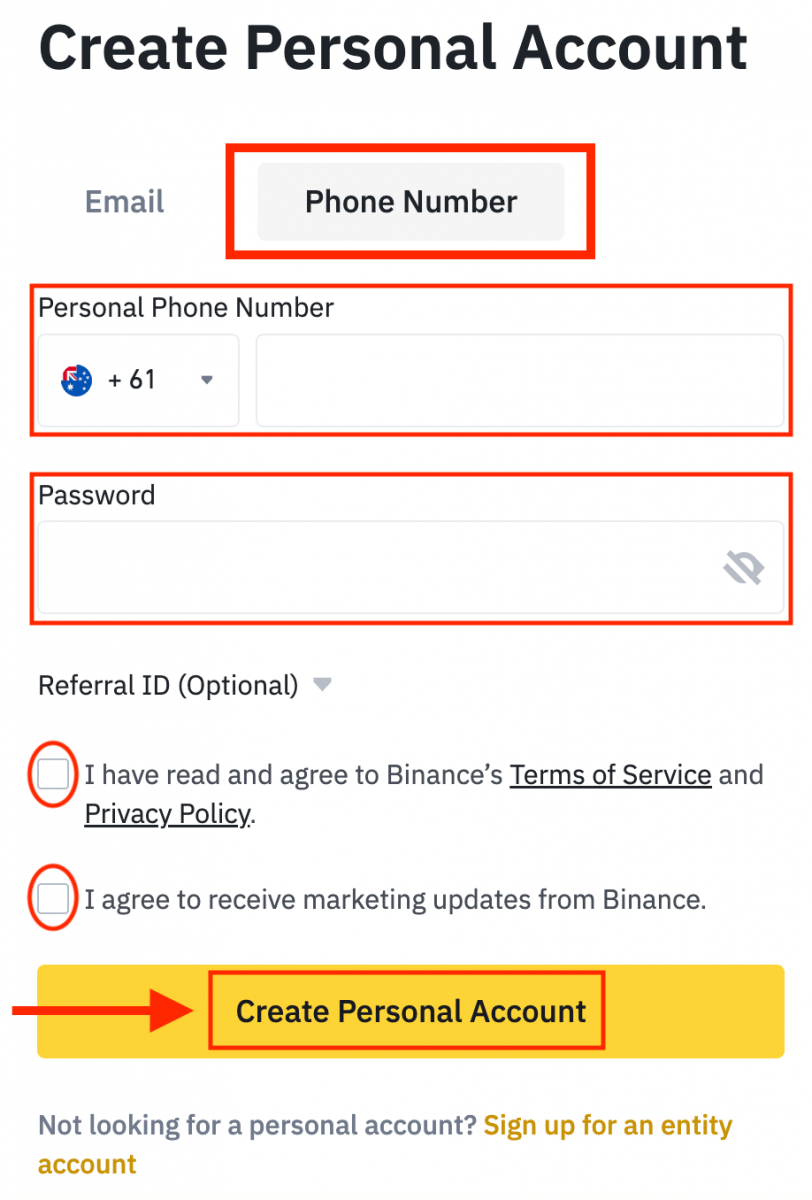 Create Personal Account
Email
Phone Number
Personal Phone Number
+ 61
Password
Referral ID (Optional)
I have read and agree to Binance’s Terms of Service and
Privacy Policy.
I agree to receive marketing updates from Binance.
Create Personal Account
Not looking for a personal account? Sign up for an entity
account